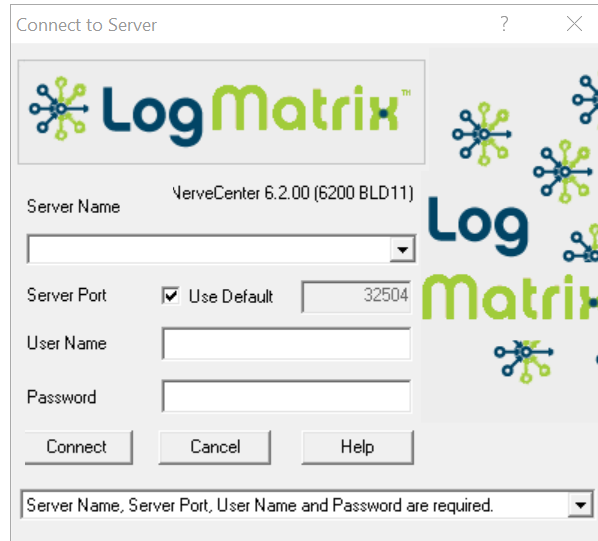 Connect to Server
LogMatrix™
NerveCenter 6.2.00 (6200 BLD11)
Server Name
Server Port
Use Default
32504
User Name
Password
Connect
Cancel
Help
Server Name, Server Port, User Name and Password are required.
Log
Matrix